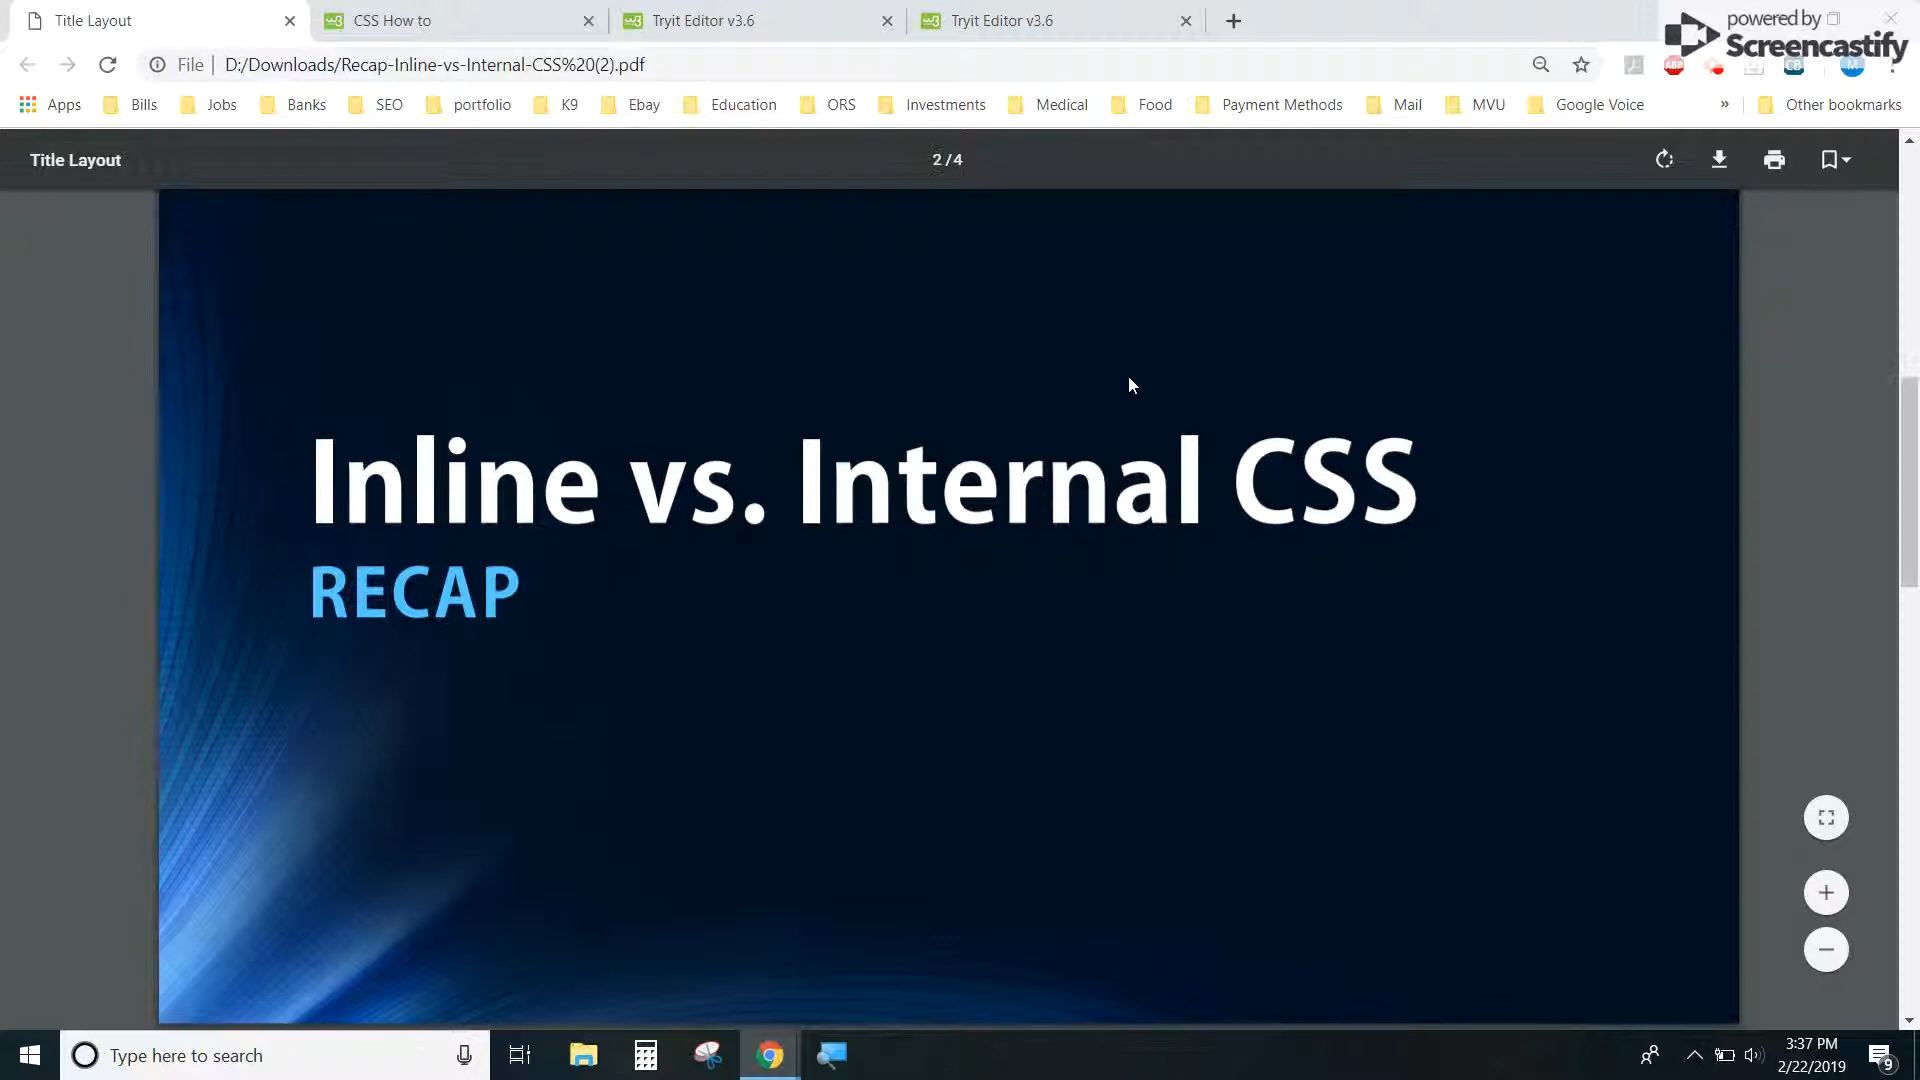 Title Layout
CSS How to
Tryit Editor v3.6
Tryit Editor v3.6
powered by
Screencastify
File
D:/Downloads/Recap-Inline-vs-Internal-CSS%20(2).pdf
ABP
CB
M
Apps
Bills
Jobs
Banks
SEO
portfolio
K9
Ebay
Education
ORS
Investments
Medical
Food
Payment Methods
Mail
MVU
Google Voice
»
Other bookmarks
Title Layout
2 / 4
Inline vs. Internal CSS
RECAP
Type here to search
3:37 PM
2/22/2019
9